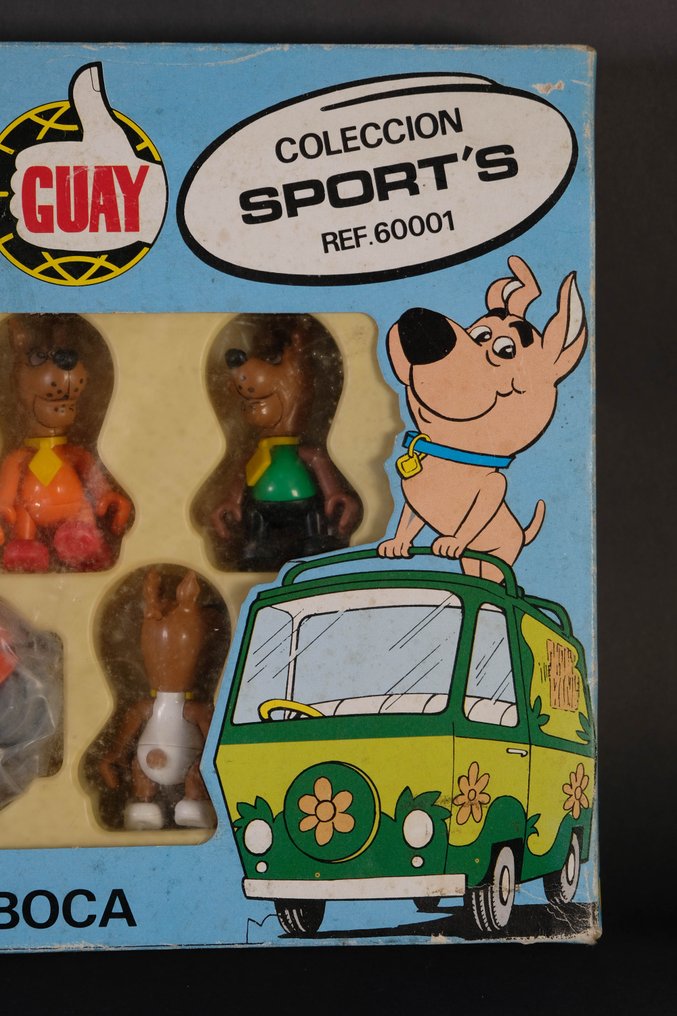 GUAY
COLECCION
SPORT'S
REF.60001
BOCA